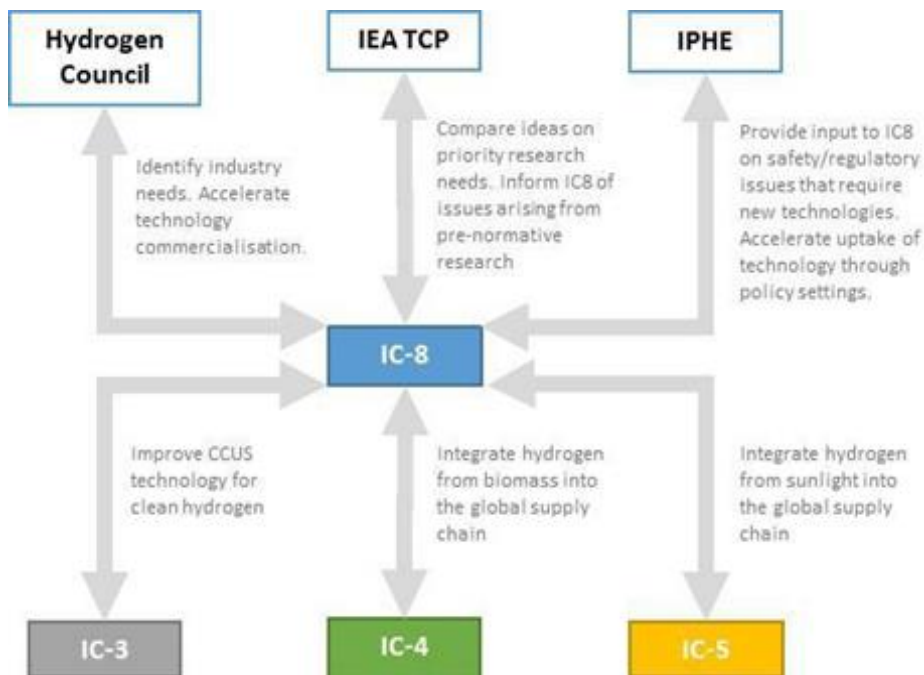 Hydrogen
Council
IEA TCP
IPHE
Identify industry
needs. Accelerate
technology
commercialisation.
Compare ideas on
priority research
needs. Inform IC8 of
issues arising from
pre-normative
research
Provide input to IC8
on safety/regulatory
issues that require
new technologies.
Accelerate uptake of
technology through
policy settings.
IC-8
Improve CCUS
technology for
clean hydrogen
Integrate hydrogen
from biomass into
the global supply
chain
Integrate hydrogen
from sunlight into
the global supply
chain
IC-3
IC-4
IC-5